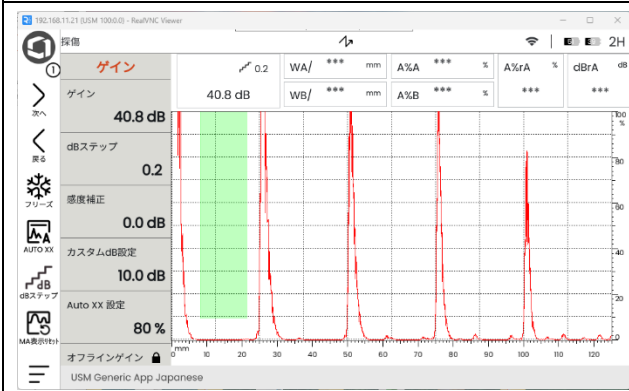 192.168.11.21 (USM 100:0.0) - RealVNC Viewer
探傷
2H
1
ゲイン
0.2
WA/ *** mm
A%A *** %
A%rA %
dBrA dB
40.8 dB
WB/ *** mm
A%B *** %
***
***
次へ
ゲイン
40.8 dB
戻る
dBステップ
0.2
フリーズ
感度補正
0.0 dB
AUTO XX
カスタムdB設定
10.0 dB
dB
dBステップ
Auto XX 設定
80 %
MA表示リセット
オフラインゲイン
100
%
80
60
40
20
0
0 mm 10 20 30 40 50 60 70 80 90 100 110 120
USM Generic App Japanese